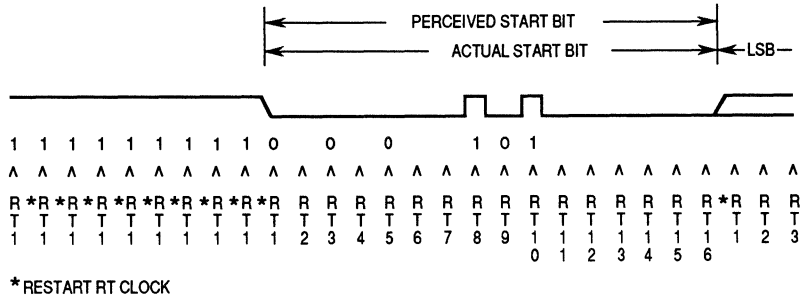 PERCEIVED START BIT
ACTUAL START BIT
LSB
1 1 1 1 1 1 1 1 1 0 0 0 1 0 1
^ ^ ^ ^ ^ ^ ^ ^ ^ ^ ^ ^ ^ ^ ^ ^ ^ ^ ^ ^ ^ ^ ^ ^ ^ ^ ^ ^
R *R *R *R *R *R *R *R *R *R R R R R R R R R R R R R R R R *R R R
T T T T T T T T T T T T T T T T T T T T T T T T T T T T
1 1 1 1 1 1 1 1 1 1 2 3 4 5 6 7 8 9 1 1 1 1 1 1 1 1 2 3
0 1 2 3 4 5 6
* RESTART RT CLOCK